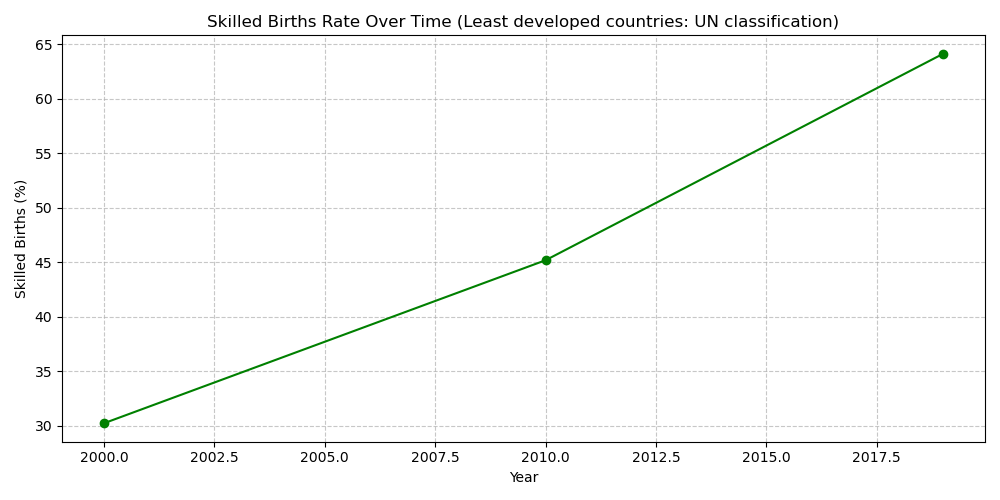 Skilled Births Rate Over Time (Least developed countries: UN classification)
Skilled Births (%)
65
60
55
50
45
40
35
30
2000.0 2002.5 2005.0 2007.5 2010.0 2012.5 2015.0 2017.5
Year